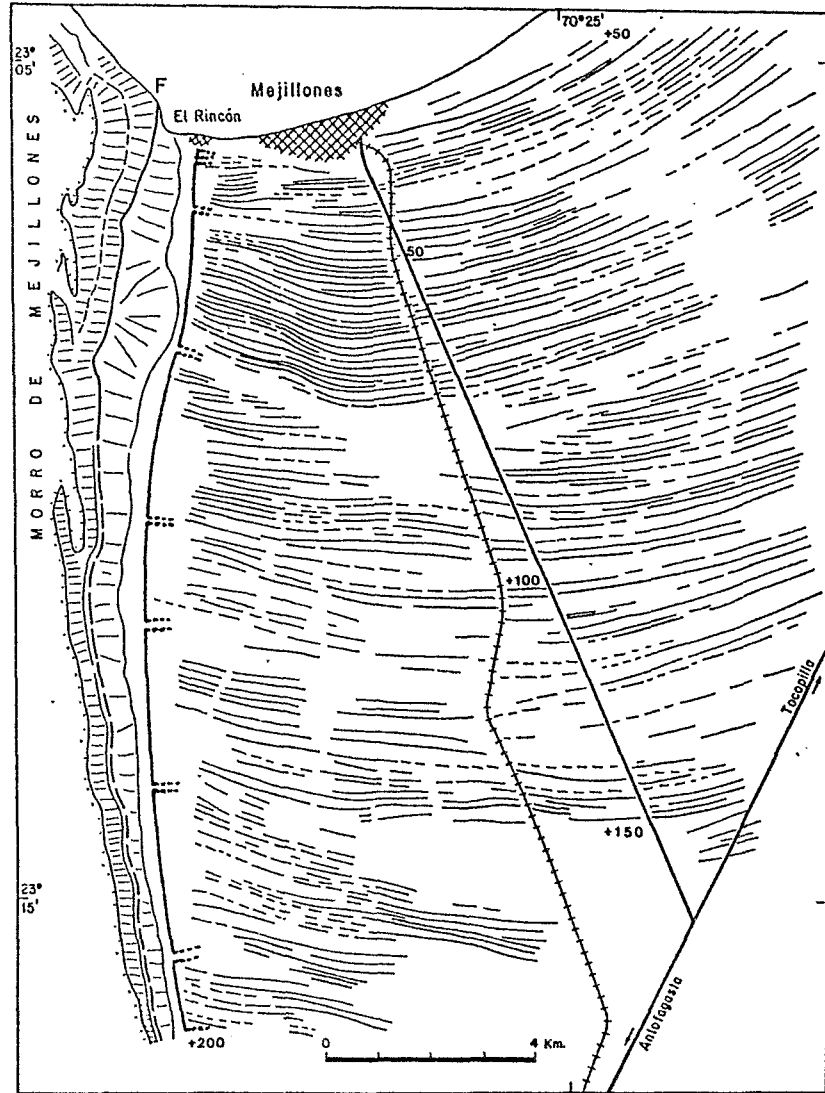 70° 25'
+50
23°
05'
F
Mejillones
El Rincón
MORRO DE MEJILLONES
50
+100
Tocopilla
+150
23°
15'
Antofagasta
+200
0 4 Km.